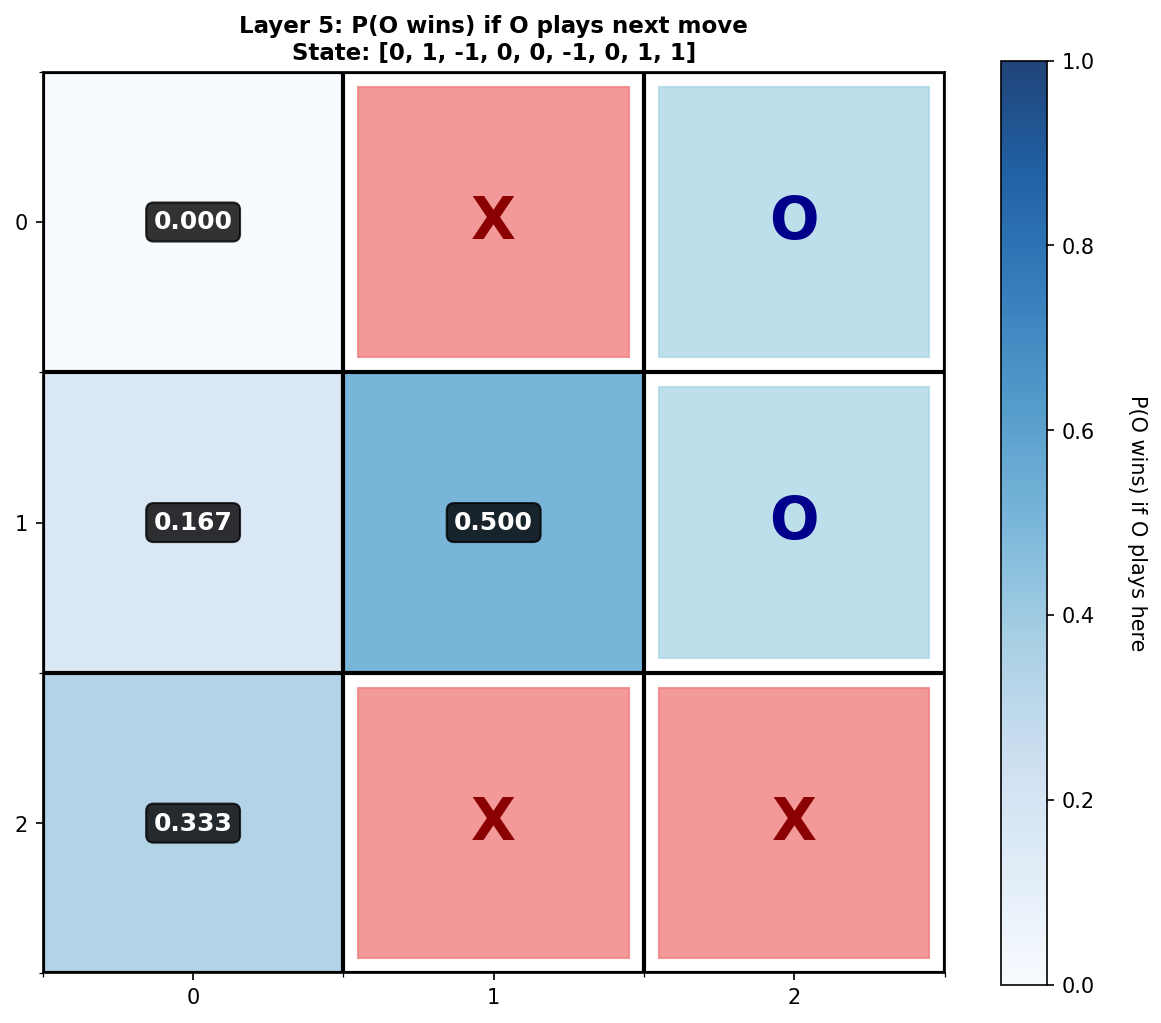 Layer 5: P(O wins) if O plays next move
State: [0, 1, -1, 0, 0, -1, 0, 1, 1]
0
0.000
X
O
1
0.167
0.500
O
2
0.333
X
X
0
1
2
1.0
0.8
0.6
0.4
0.2
0.0
P(O wins) if O plays here